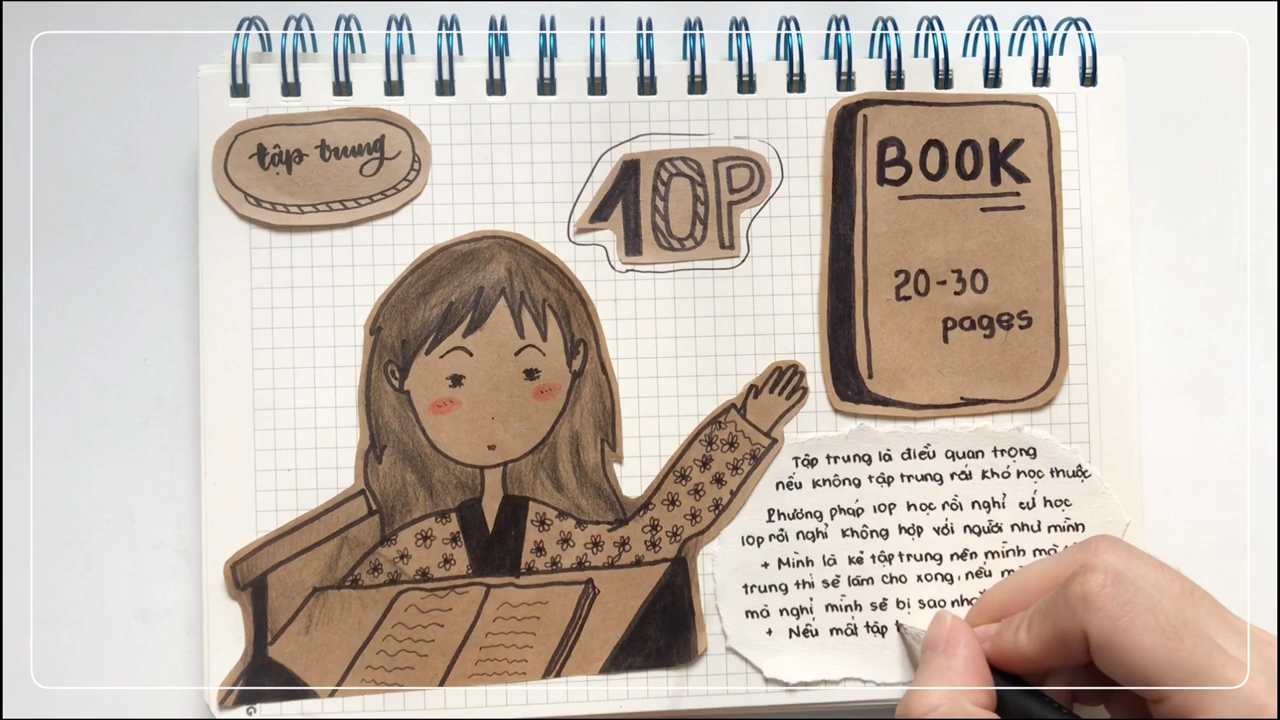 tập trung
10P
BOOK
20-30
pages
Tập trung là điều quan trọng
nếu không tập trung rất khó học thuộc
Phương pháp 10P học rồi nghỉ cứ học
10P rồi nghỉ không hợp với người như mình
+ Mình là kẻ tập trung nên mình mà
trung thì sẽ làm cho xong, nếu
mà nghỉ mình sẽ bị sao
+ Nếu mất tập
G